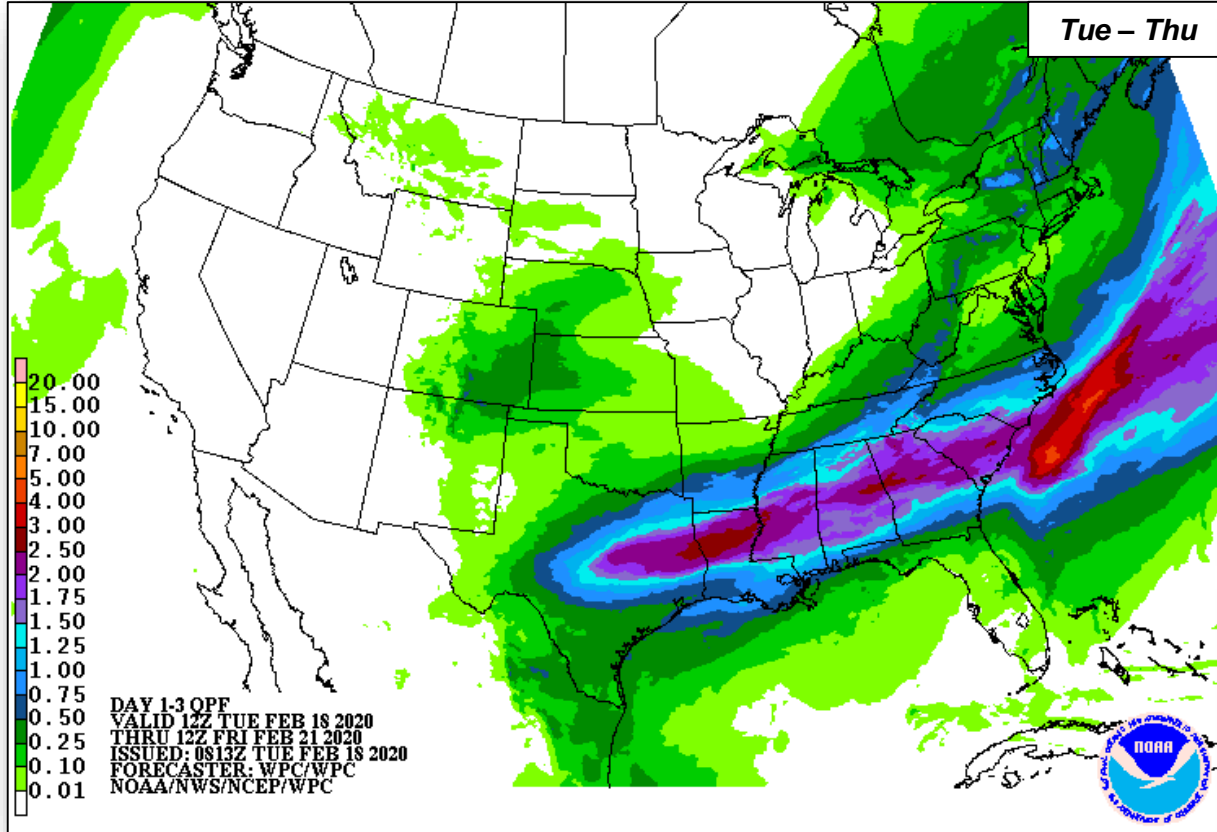 Tue – Thu
20.00
15.00
10.00
7.00
5.00
4.00
3.00
2.50
2.00
1.75
1.50
1.25
1.00
0.75
0.50
0.25
0.10
0.01
DAY 1-3 QPF
VALID 12Z TUE FEB 18 2020
THRU 12Z FRI FEB 21 2020
ISSUED: 0813Z TUE FEB 18 2020
FORECASTER: WPC/WPC
NOAA/NWS/NCEP/WPC
NOAA